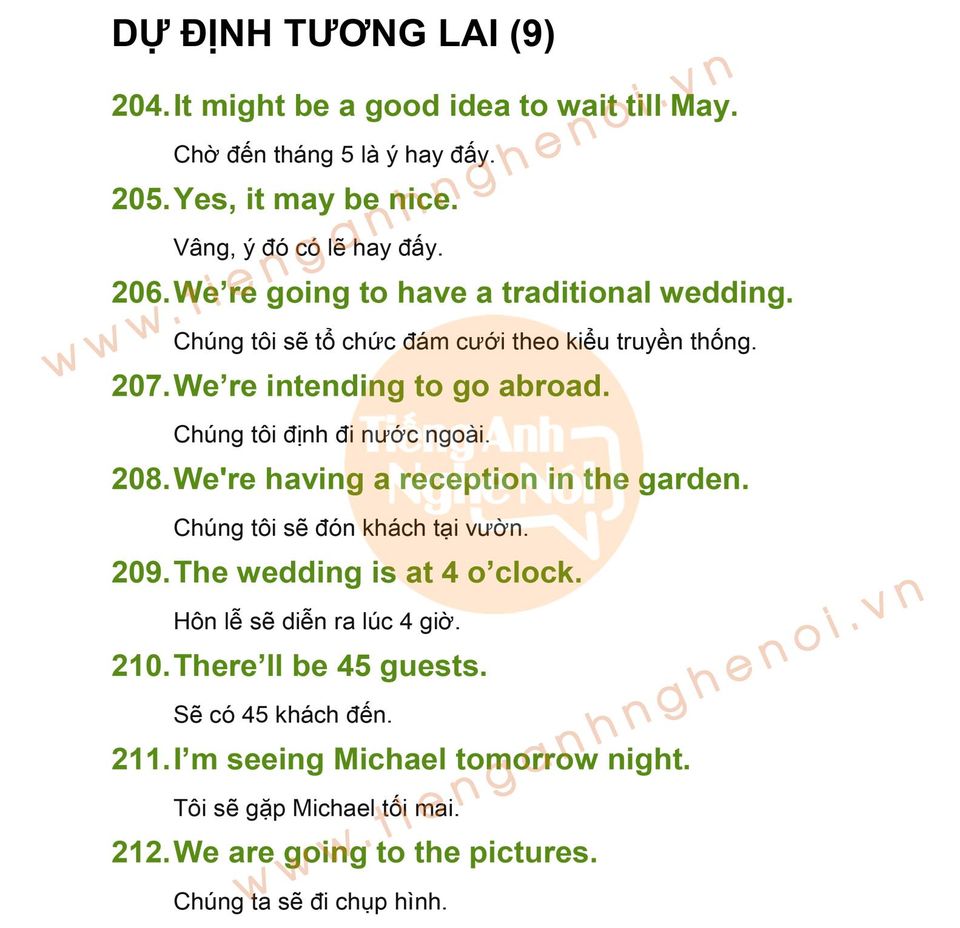 DỰ ĐỊNH TƯƠNG LAI (9)
204. It might be a good idea to wait till May.
Chờ đến tháng 5 là ý hay đấy.
205. Yes, it may be nice.
Vâng, ý đó có lẽ hay đấy.
206. We’re going to have a traditional wedding.
Chúng tôi sẽ tổ chức đám cưới theo kiểu truyền thống.
207. We’re intending to go abroad.
Chúng tôi định đi nước ngoài.
208. We're having a reception in the garden.
Chúng tôi sẽ đón khách tại vườn.
209. The wedding is at 4 o’clock.
Hôn lễ sẽ diễn ra lúc 4 giờ.
210. There’ll be 45 guests.
Sẽ có 45 khách đến.
211. I’m seeing Michael tomorrow night.
Tôi sẽ gặp Michael tối mai.
212. We are going to the pictures.
Chúng ta sẽ đi chụp hình.
www.tienganhnghenoi.vn
Tiếng Anh
Nghe Nói
www.tienganhnghenoi.vn